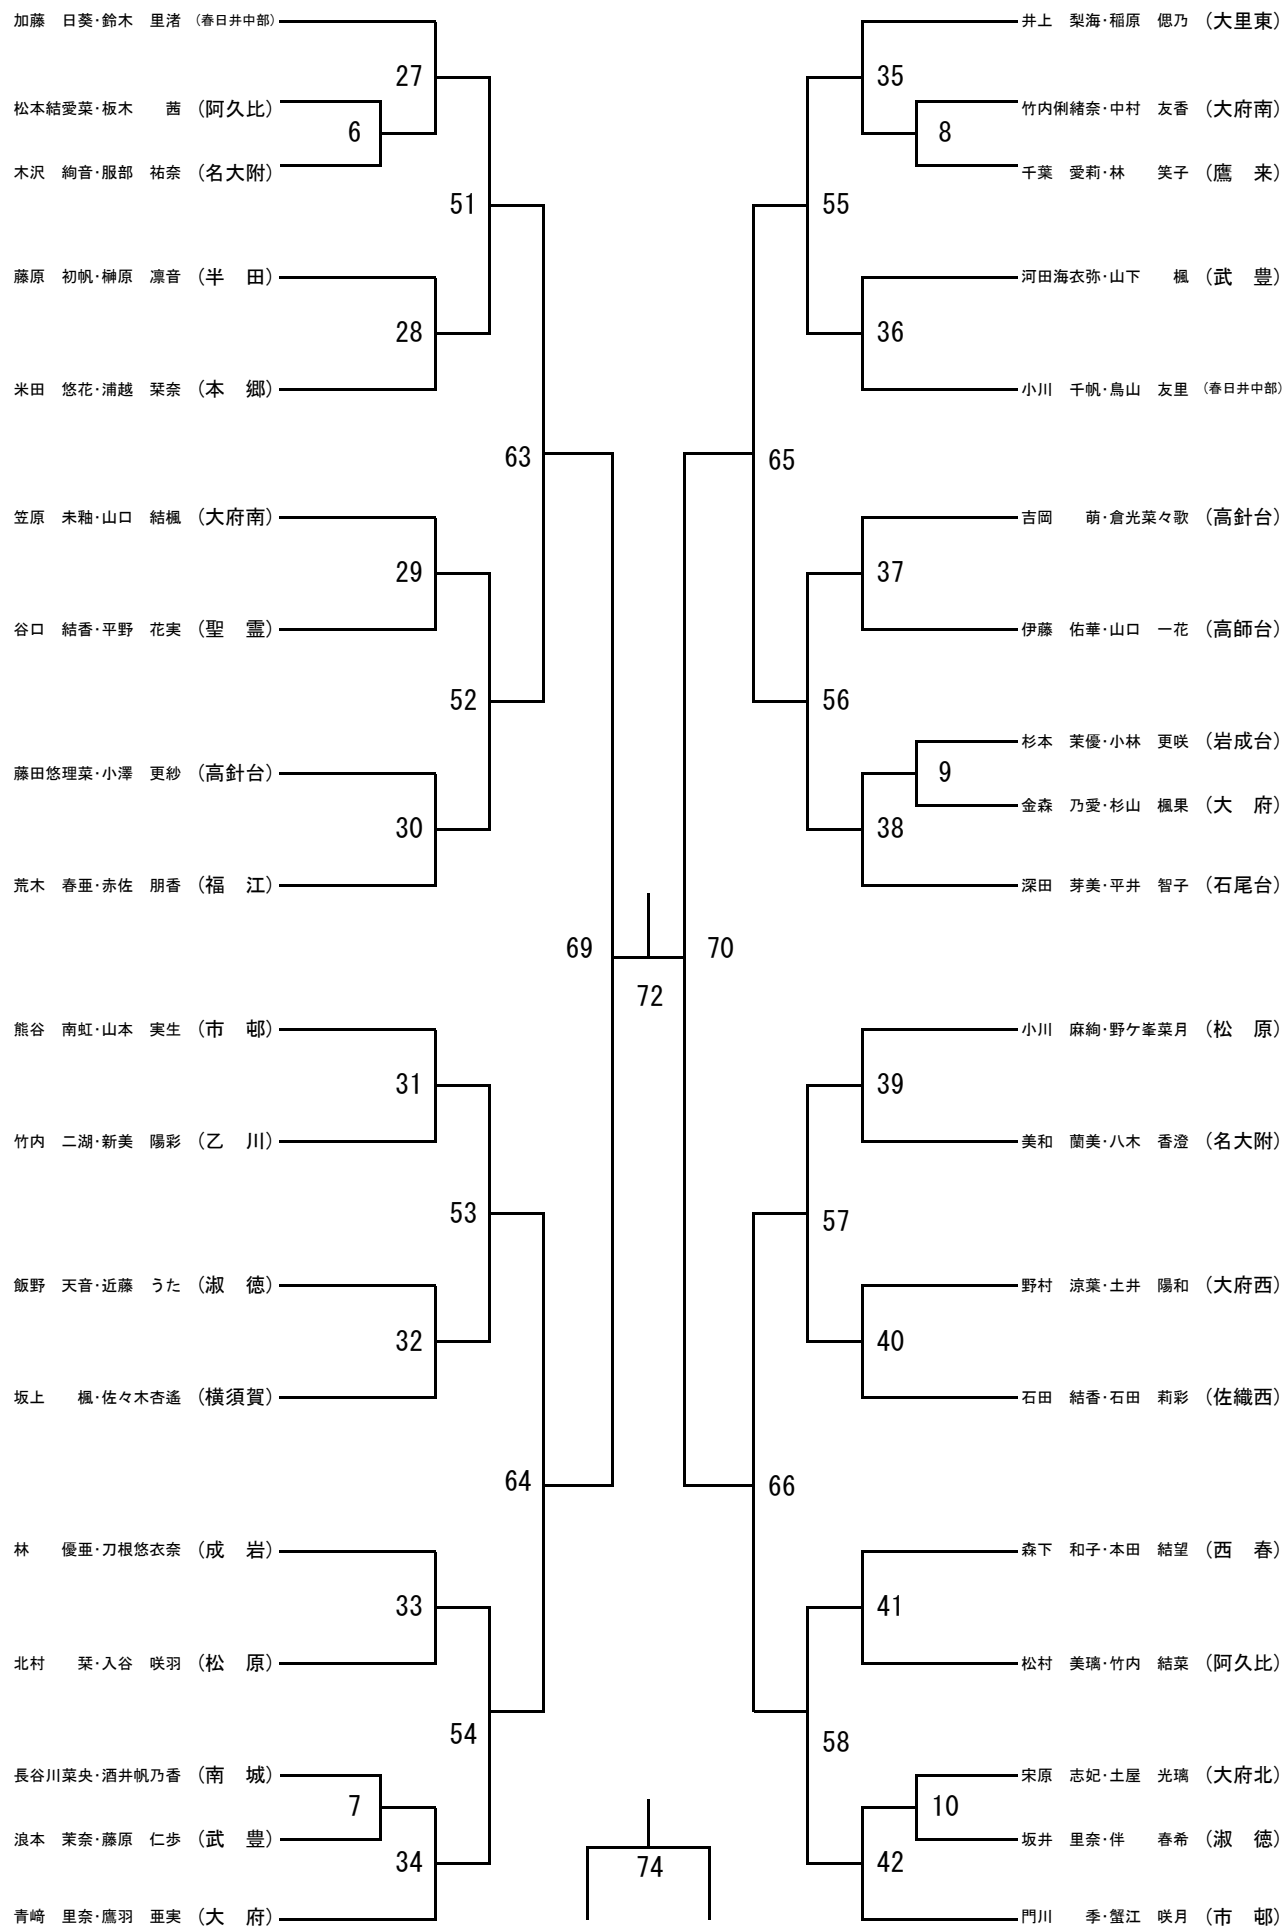 加藤　日葵・鈴木　里渚　（春日井中部）
27
松本結愛菜・板木　　茜　（阿久比）
6
木沢　絢音・服部　祐奈　（名大附）
51
藤原　初帆・榊原　凛音　（半　田）
28
米田　悠花・浦越　栞奈　（本　郷）
63
笠原　未釉・山口　結楓　（大府南）
29
谷口　結香・平野　花実　（聖　霊）
52
藤田悠理菜・小澤　更紗　（高針台）
30
荒木　春亜・赤佐　朋香　（福　江）
69
熊谷　南虹・山本　実生　（市　邨）
31
竹内　二湖・新美　陽彩　（乙　川）
53
飯野　天音・近藤　うた　（淑　徳）
32
坂上　　楓・佐々木杏遙　（横須賀）
64
林　　優亜・刀根悠衣奈　（成　岩）
33
北村　　栞・入谷　咲羽　（松　原）
54
長谷川菜央・酒井帆乃香　（南　城）
7
浪本　茉奈・藤原　仁歩　（武　豊）
34
青﨑　里奈・鷹羽　亜実　（大　府）
72
74
井上　梨海・稲原　偲乃　（大里東）
35
竹内俐緒奈・中村　友香　（大府南）
8
千葉　愛莉・林　　笑子　（鷹　来）
55
河田海衣弥・山下　　楓　（武　豊）
36
小川　千帆・鳥山　友里　（春日井中部）
65
吉岡　　萌・倉光菜々歌　（高針台）
37
伊藤　佑華・山口　一花　（高師台）
56
杉本　茉優・小林　更咲　（岩成台）
9
金森　乃愛・杉山　楓果　（大　府）
38
深田　芽美・平井　智子　（石尾台）
70
小川　麻絢・野ケ峯菜月　（松　原）
39
美和　蘭美・八木　香澄　（名大附）
57
野村　涼葉・土井　陽和　（大府西）
40
石田　結香・石田　莉彩　（佐織西）
66
森下　和子・本田　結望　（西　春）
41
松村　美璃・竹内　結菜　（阿久比）
58
宋原　志妃・土屋　光璃　（大府北）
10
坂井　里奈・伴　　春希　（淑　徳）
42
門川　　季・蟹江　咲月　（市　邨）